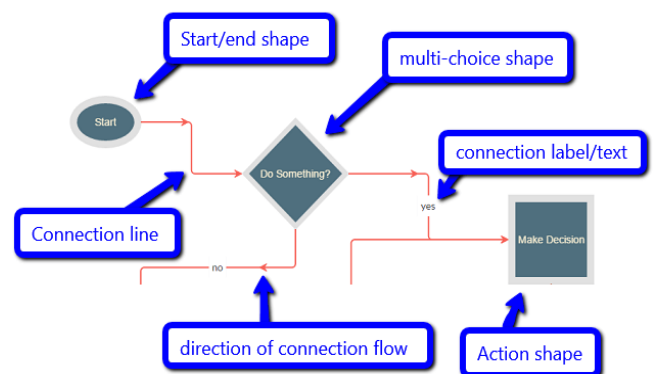 Start/end shape
multi-choice shape
Start
connection label/text
Do Something?
yes
Connection line
Make Decision
no
direction of connection flow
Action shape